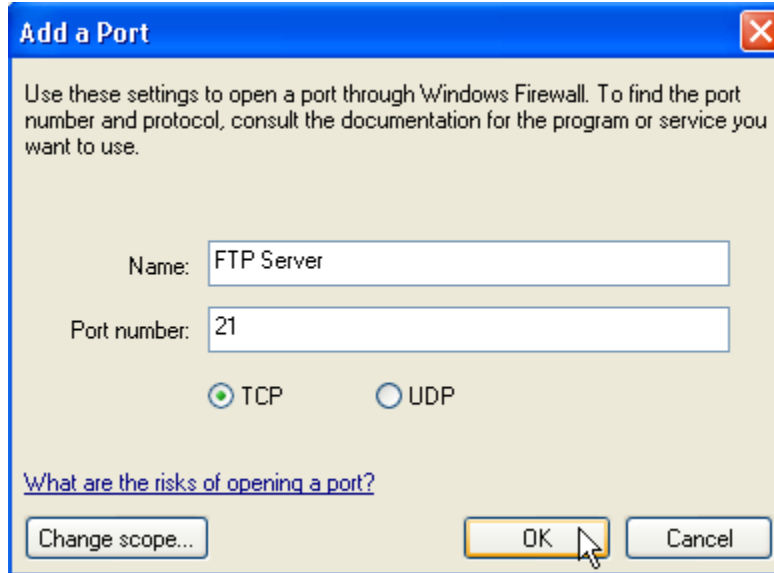 Add a Port
Use these settings to open a port through Windows Firewall. To find the port
number and protocol, consult the documentation for the program or service you
want to use.
Name: FTP Server
Port number: 21
TCP UDP
What are the risks of opening a port?
Change scope... OK Cancel